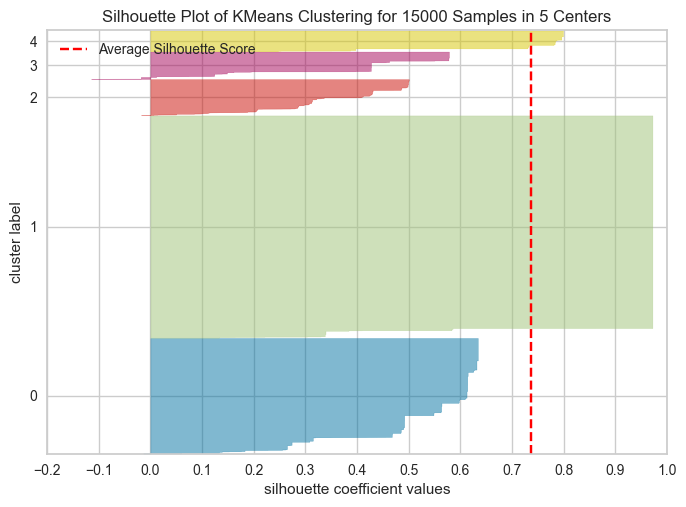 Silhouette Plot of KMeans Clustering for 15000 Samples in 5 Centers
Average Silhouette Score
4
3
2
1
0
cluster label
−0.2 −0.1 0.0 0.1 0.2 0.3 0.4 0.5 0.6 0.7 0.8 0.9 1.0
silhouette coefficient values